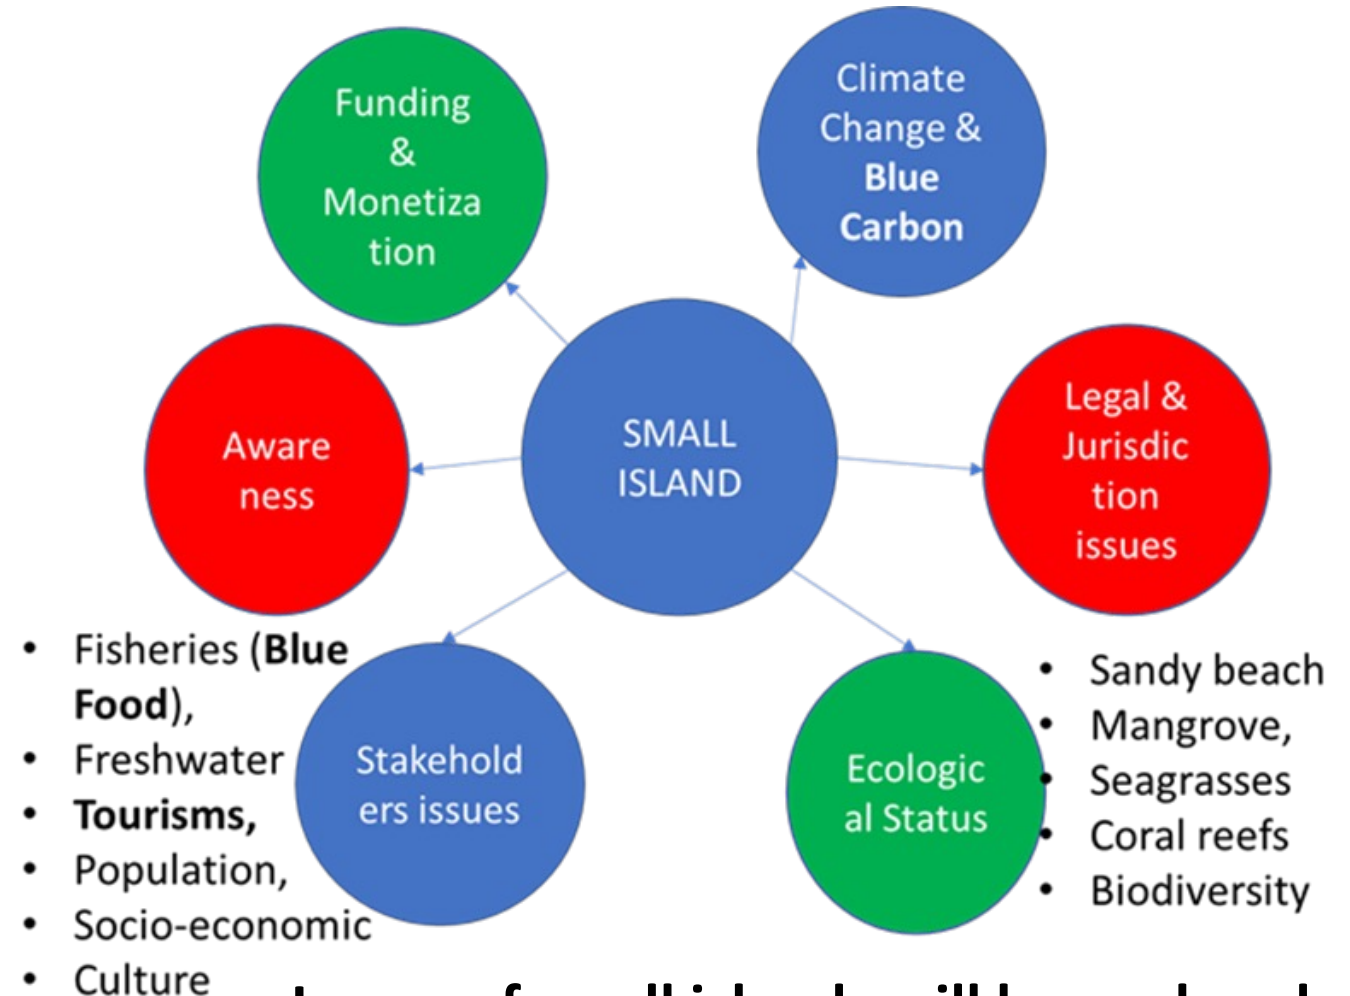 Funding
&
Monetiza
tion
Climate
Change &
Blue
Carbon
Aware
ness
SMALL
ISLAND
Legal &
Jurisdic
tion
issues
• Fisheries (Blue
Food),
• Freshwater
• Tourisms,
• Population,
• Socio-economic
• Culture
Stakehold
ers issues
Ecologic
al Status
• Sandy beach
• Mangrove,
• Seagrasses
• Coral reefs
• Biodiversity